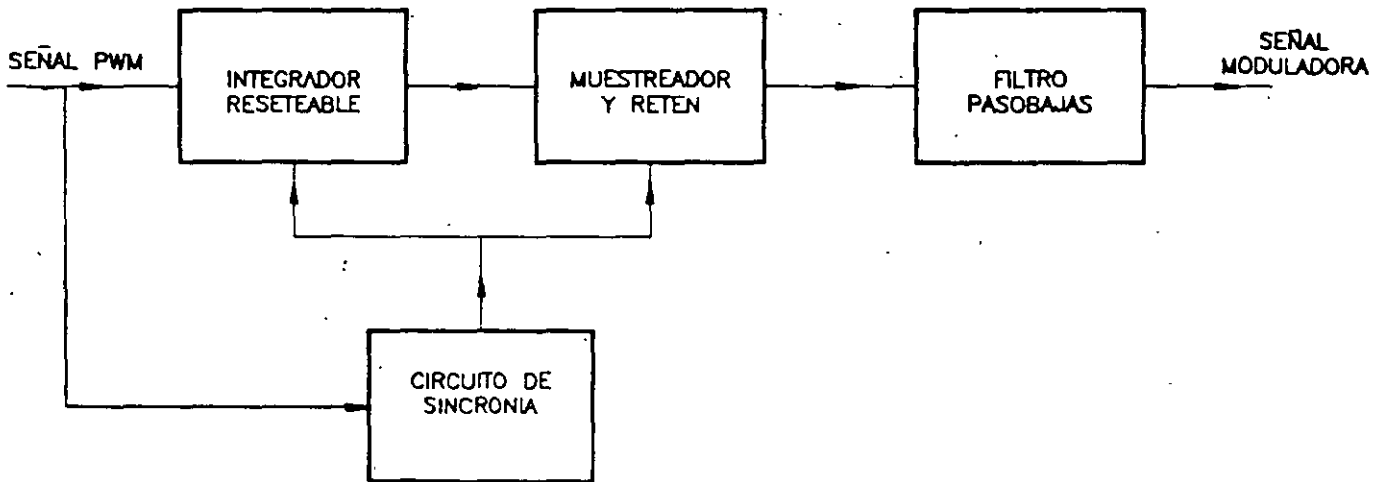 SEÑAL PWM
INTEGRADOR
RESETEABLE
MUESTREADOR
Y RETEN
FILTRO
PASOBAJAS
SEÑAL
MODULADORA
CIRCUITO DE
SINCRONIA